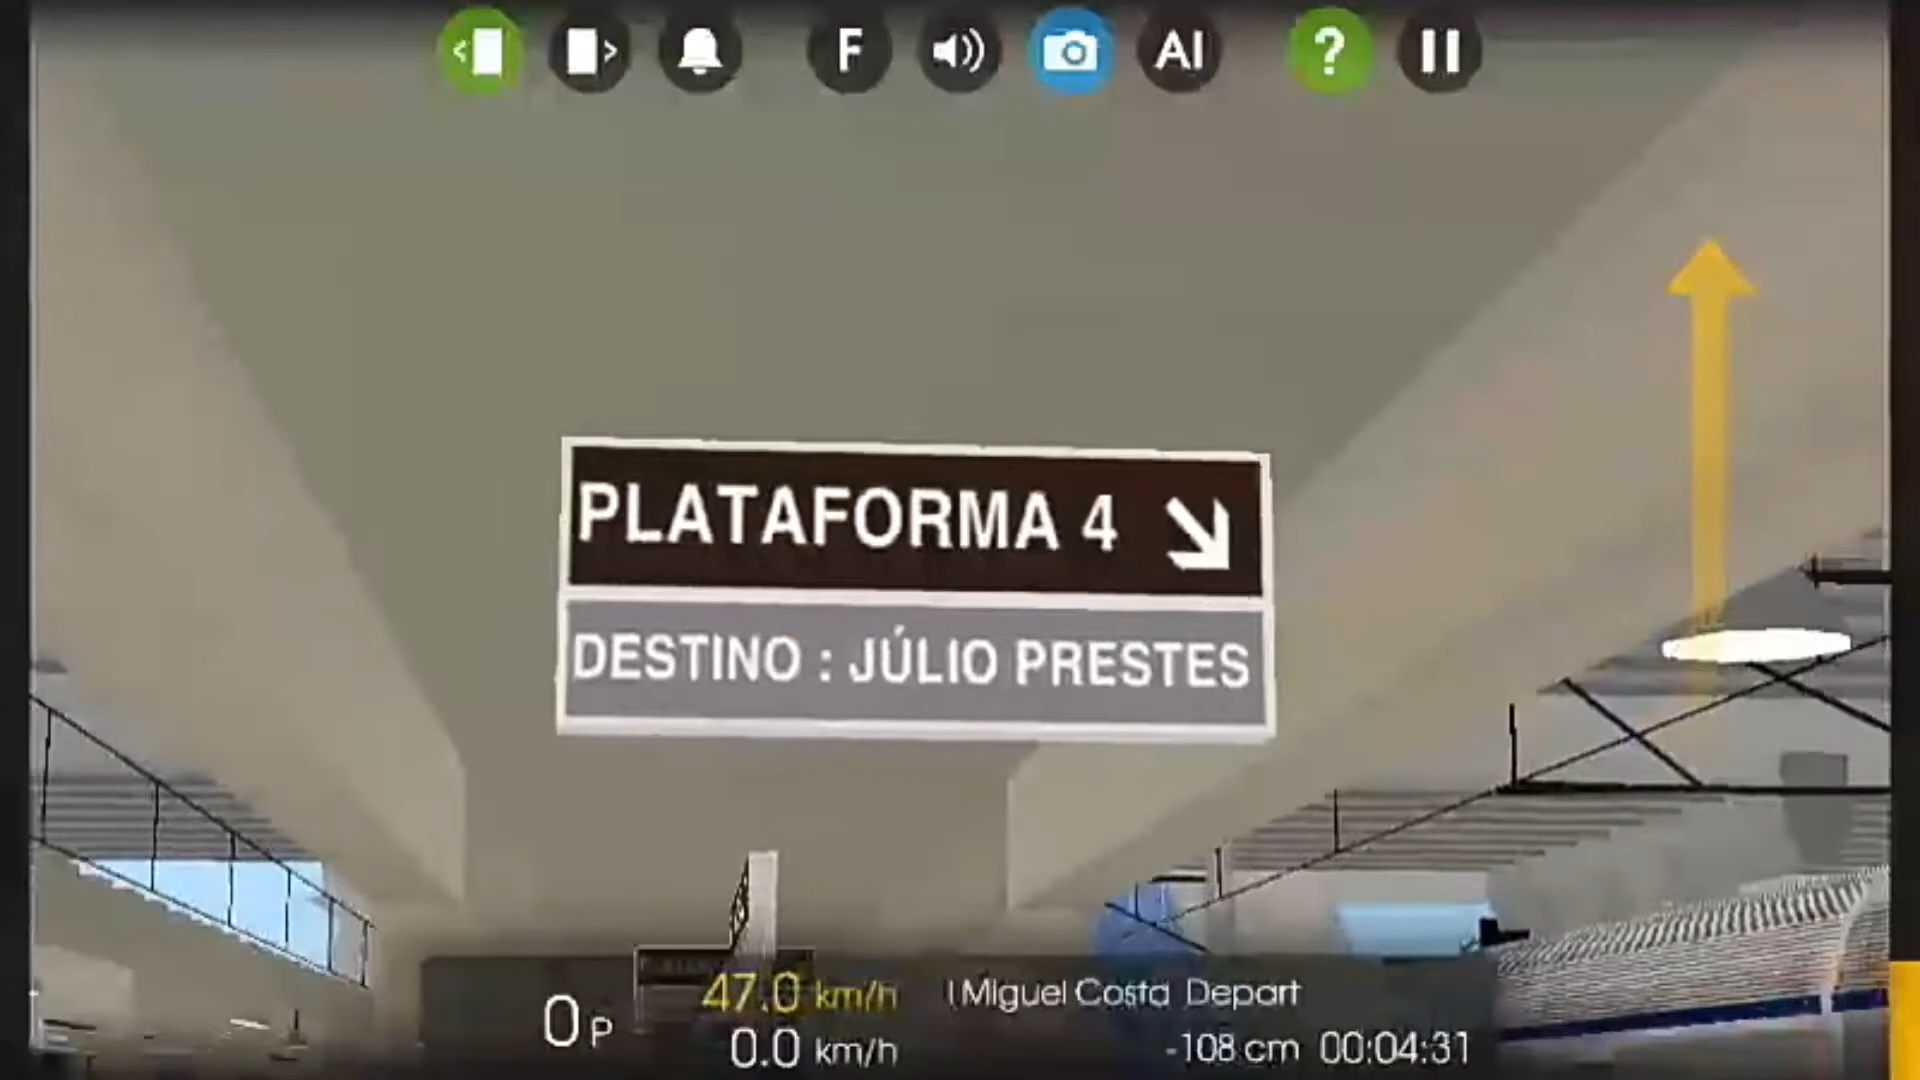 F
AI
?
PLATAFORMA 4
DESTINO : JÚLIO PRESTES
0P
47.0 km/h
0.0 km/h
Miguel Costa Depart
-108 cm 00:04:31